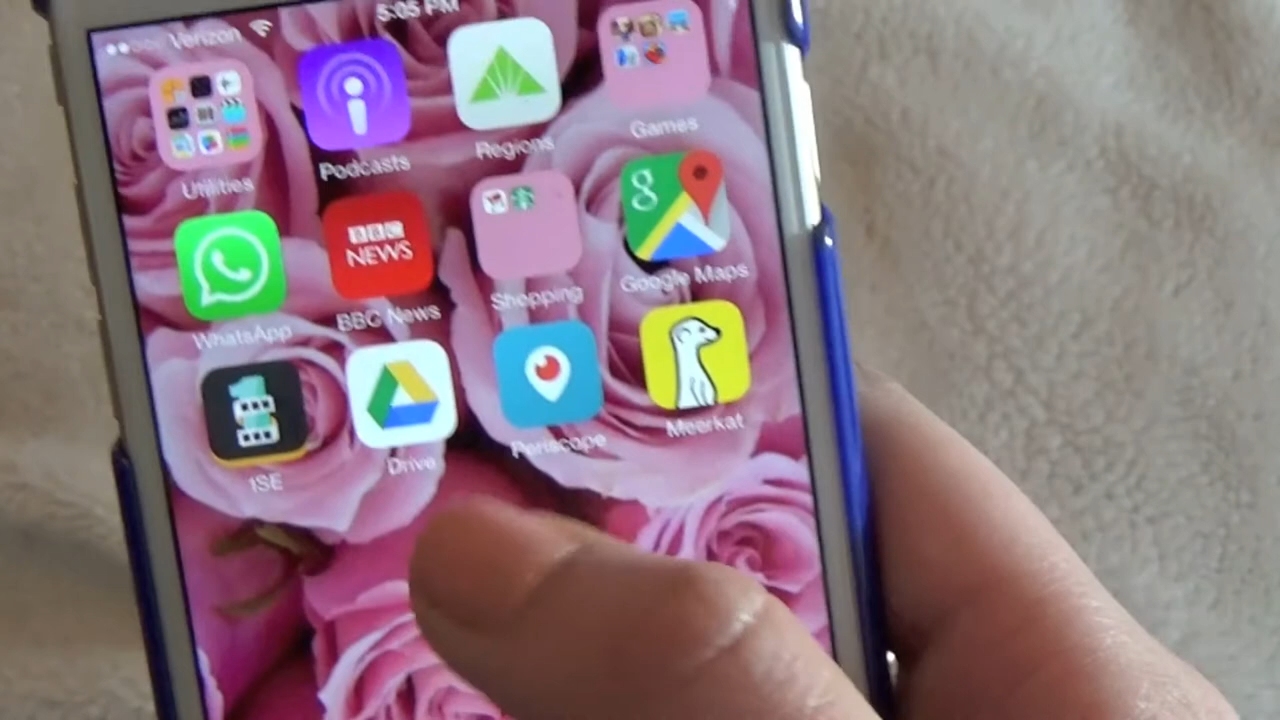 Verizon 5:05 PM
Utilities
Podcasts
Regions
Games
WhatsApp
BBC NEWS
BBC News
Shopping
g
Google Maps
1SE
Drive
Periscope
Meerkat